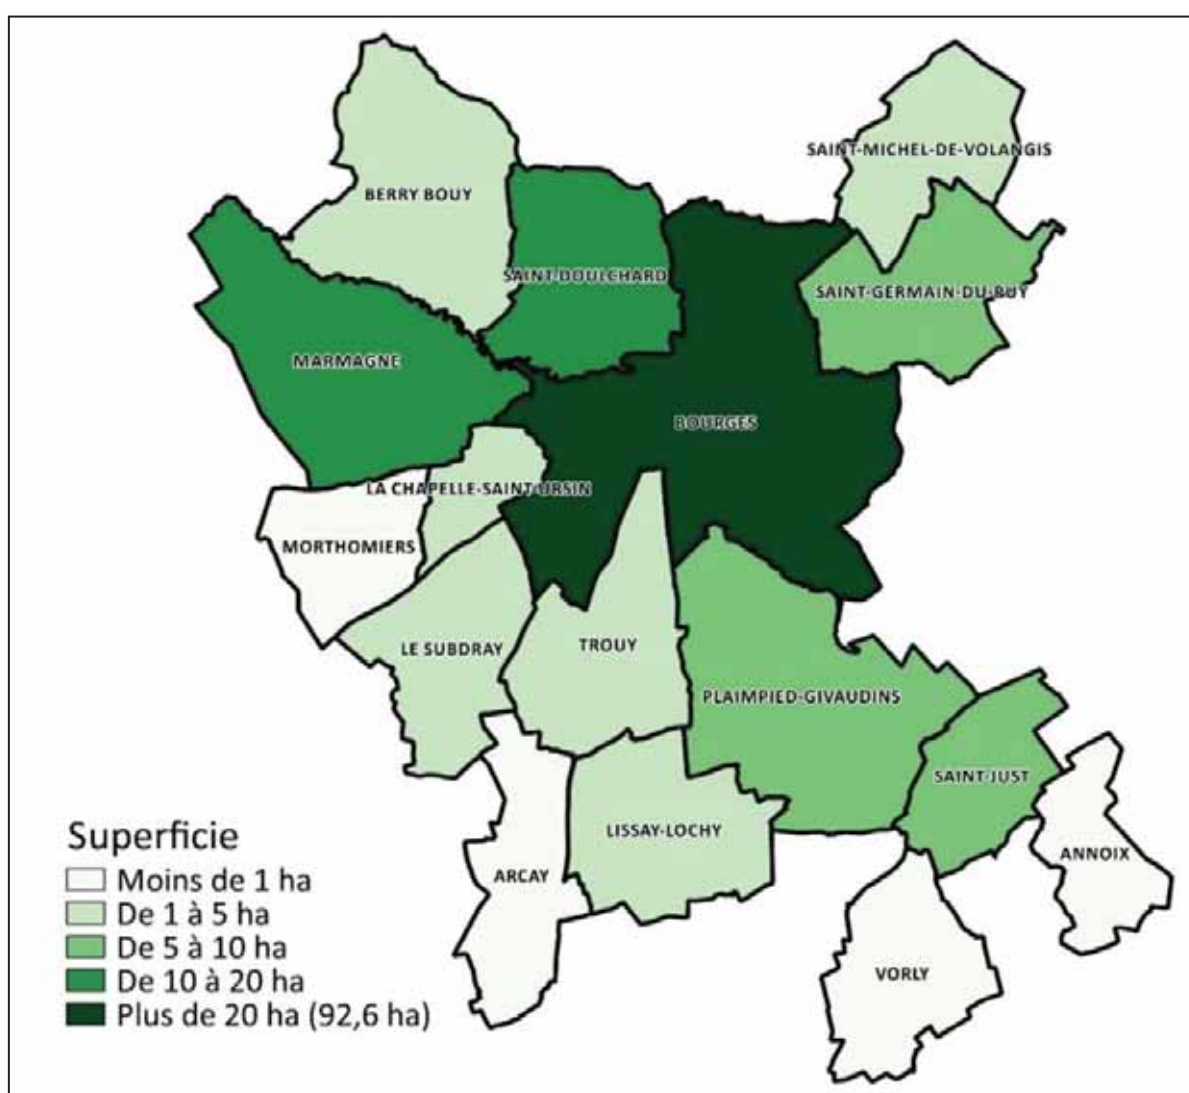 SAINT-MICHEL-DE-VOLANGIS
BERRY BOUY
SAINT-DOULCHARD
SAINT-GERMAIN-DU-PUY
MARMAGNE
BOURGES
LA CHAPELLE-SAINT-URSIN
MORTHOMIERS
LE SUBDRAY
TROUY
PLAIMPIED-GIVAUDINS
SAINT-JUST
LISSAY-LOCHY
ANNOIX
ARCAY
VORLY
Superficie
Moins de 1 ha
De 1 à 5 ha
De 5 à 10 ha
De 10 à 20 ha
Plus de 20 ha (92,6 ha)